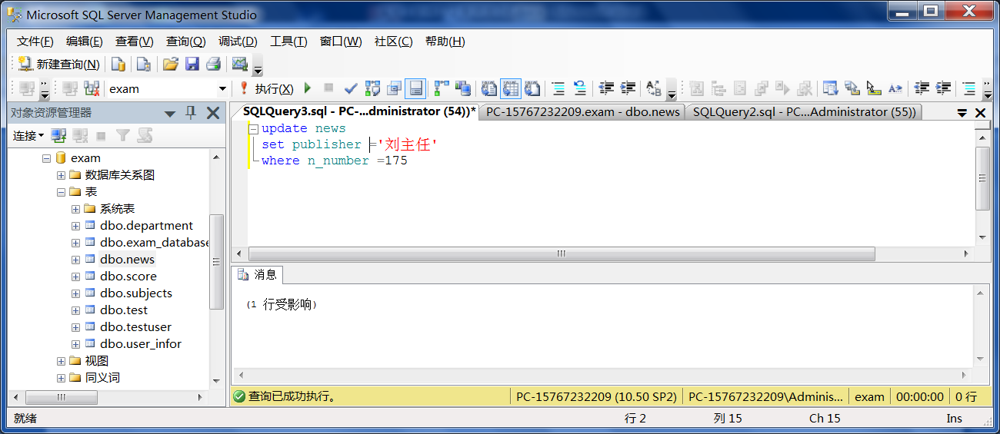 Microsoft SQL Server Management Studio
文件(F) 编辑(E) 查看(V) 查询(Q) 调试(D) 工具(T) 窗口(W) 社区(C) 帮助(H)
新建查询(N)
exam 执行(X)
对象资源管理器
连接
exam
数据库关系图
表
系统表
dbo.department
dbo.exam_database
dbo.news
dbo.score
dbo.subjects
dbo.test
dbo.testuser
dbo.user_infor
视图
同义词
SQLQuery3.sql - PC-...dministrator (54))* PC-15767232209.exam - dbo.news SQLQuery2.sql - PC...Administrator (55))
update news
set publisher ='刘主任'
where n_number =175
消息
(1 行受影响)
查询已成功执行。 PC-15767232209 (10.50 SP2) PC-15767232209\Adminis... exam 00:00:00 0 行
就绪 行 2 列 15 Ch 15 Ins